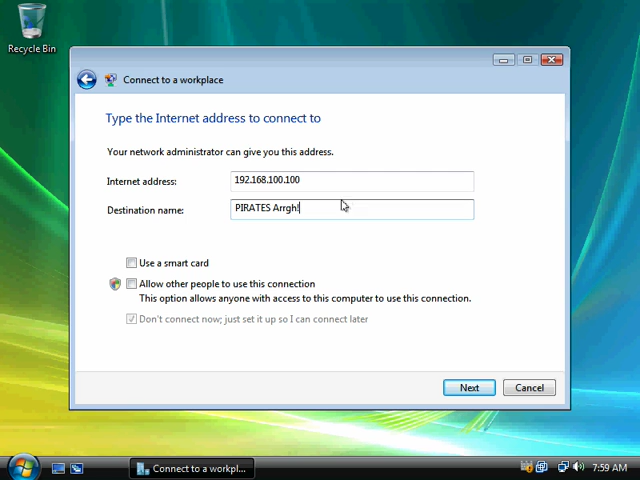 Recycle Bin
Connect to a workplace
Type the Internet address to connect to
Your network administrator can give you this address.
Internet address: 192.168.100.100
Destination name: PIRATES Arrgh!
Use a smart card
Allow other people to use this connection
This option allows anyone with access to this computer to use this connection.
Don't connect now; just set it up so I can connect later
Next Cancel
Connect to a workpl... 7:59 AM